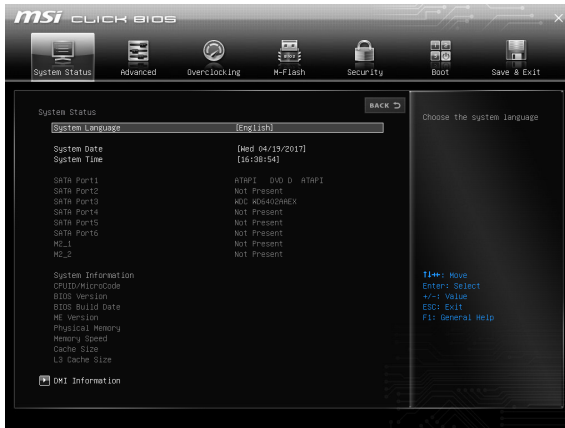 msi CLICK BIOS
System Status Advanced Overclocking M-Flash Security Boot Save & Exit
BACK
System Status
System Language [English]
System Date [Wed 04/19/2017]
System Time [16:38:54]
SATA Port1 ATAPI DVD D ATAPI
SATA Port2 Not Present
SATA Port3 WDC WD6402AAEX
SATA Port4 Not Present
SATA Port5 Not Present
SATA Port6 Not Present
M2_1 Not Present
M2_2 Not Present
System Information
CPUID/MicroCode
BIOS Version
BIOS Build Date
ME Version
Physical Memory
Memory Speed
Cache Size
L3 Cache Size
DMI Information
Choose the system language
↑↓←→: Move
Enter: Select
+/-: Value
ESC: Exit
F1: General Help